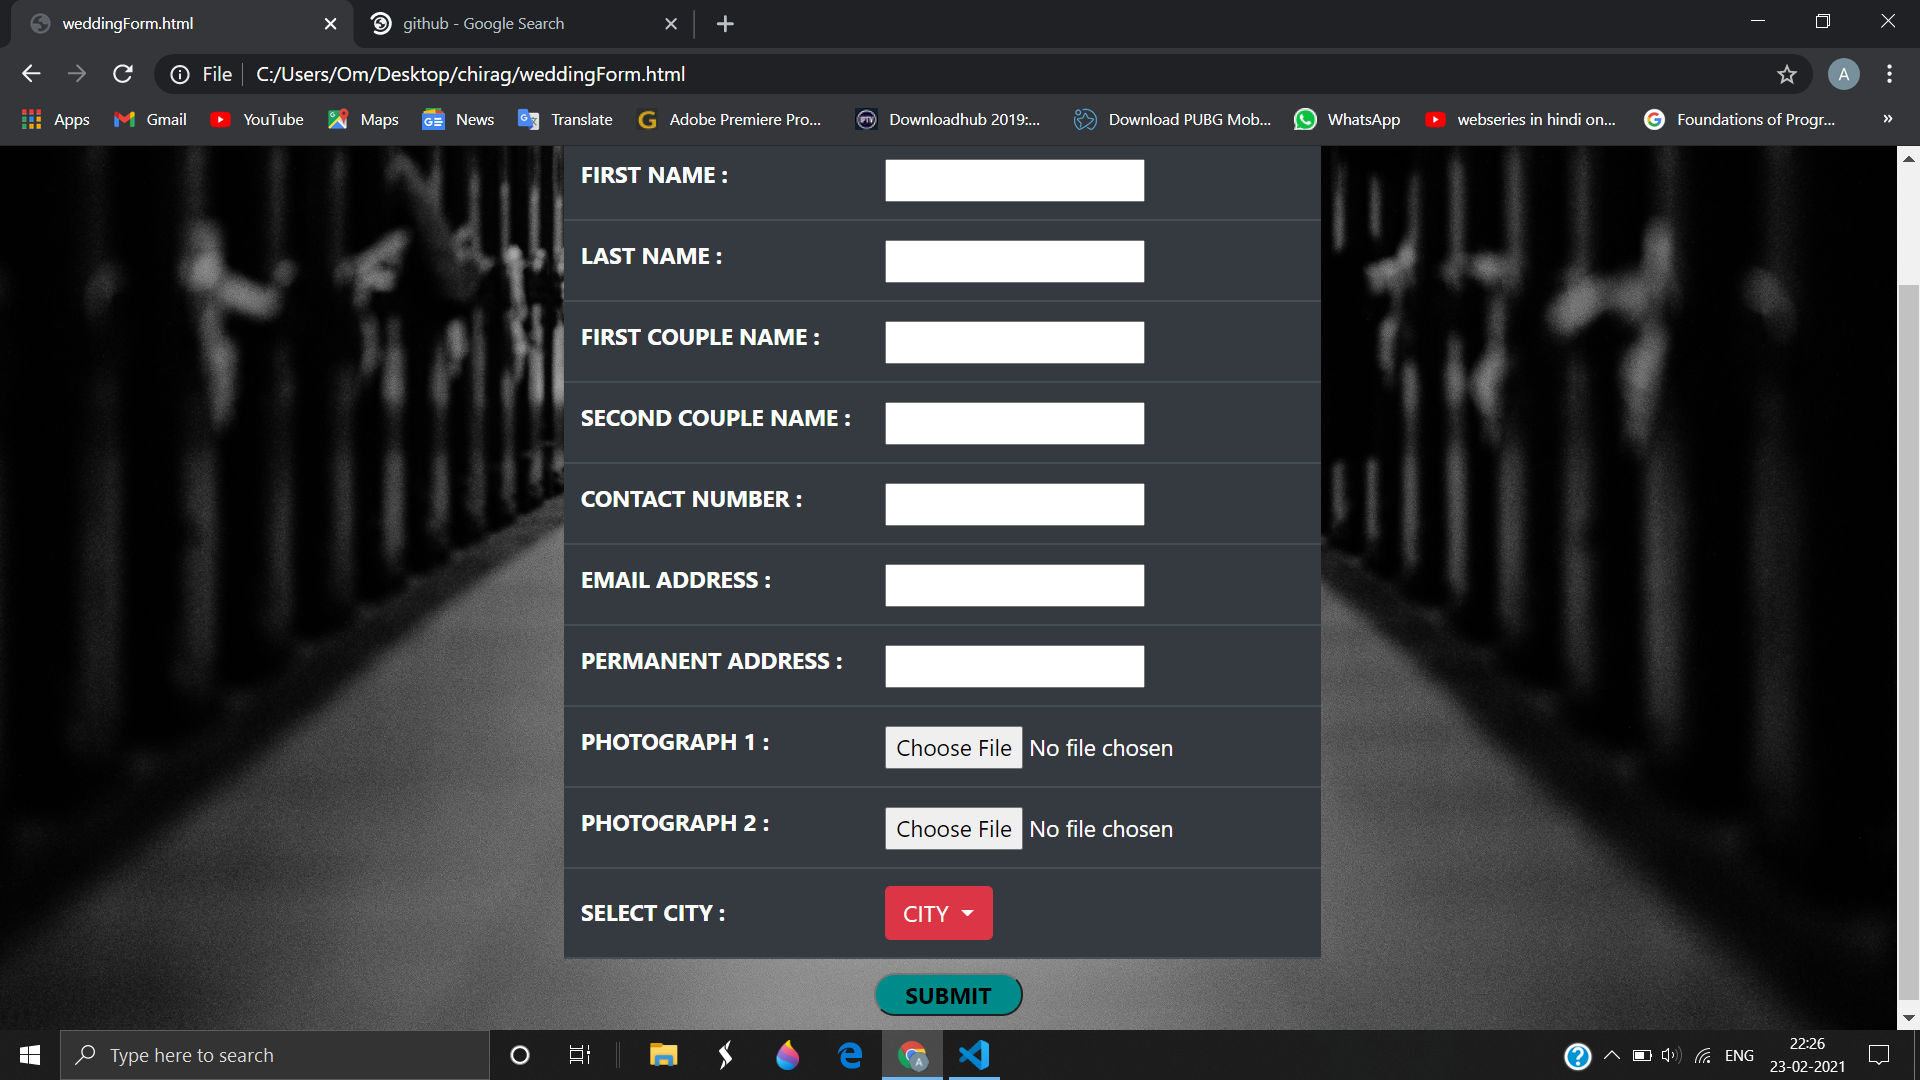 weddingForm.html
github - Google Search
File C:/Users/Om/Desktop/chirag/weddingForm.html
A
Apps Gmail YouTube Maps News Translate Adobe Premiere Pro... Downloadhub 2019:... Download PUBG Mob... WhatsApp webseries in hindi on... Foundations of Progr... »
FIRST NAME :
LAST NAME :
FIRST COUPLE NAME :
SECOND COUPLE NAME :
CONTACT NUMBER :
EMAIL ADDRESS :
PERMANENT ADDRESS :
PHOTOGRAPH 1 : Choose File No file chosen
PHOTOGRAPH 2 : Choose File No file chosen
SELECT CITY : CITY
SUBMIT
Type here to search
ENG
22:26
23-02-2021